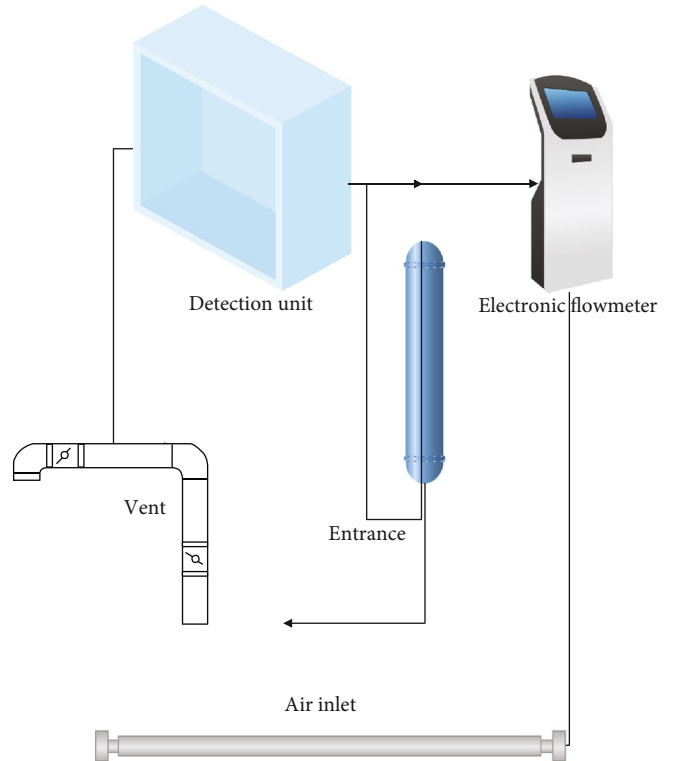 Detection unit
Electronic flowmeter
Vent
Entrance
Air inlet